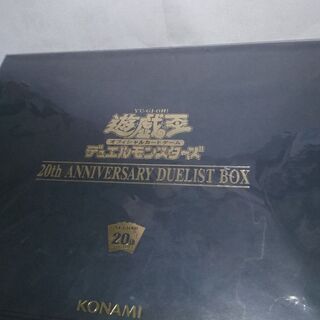 YU-GI-OH!
遊戯王
オフィシャルカードゲーム
デュエルモンスターズ
20th ANNIVERSARY DUELIST BOX
20th
KONAMI